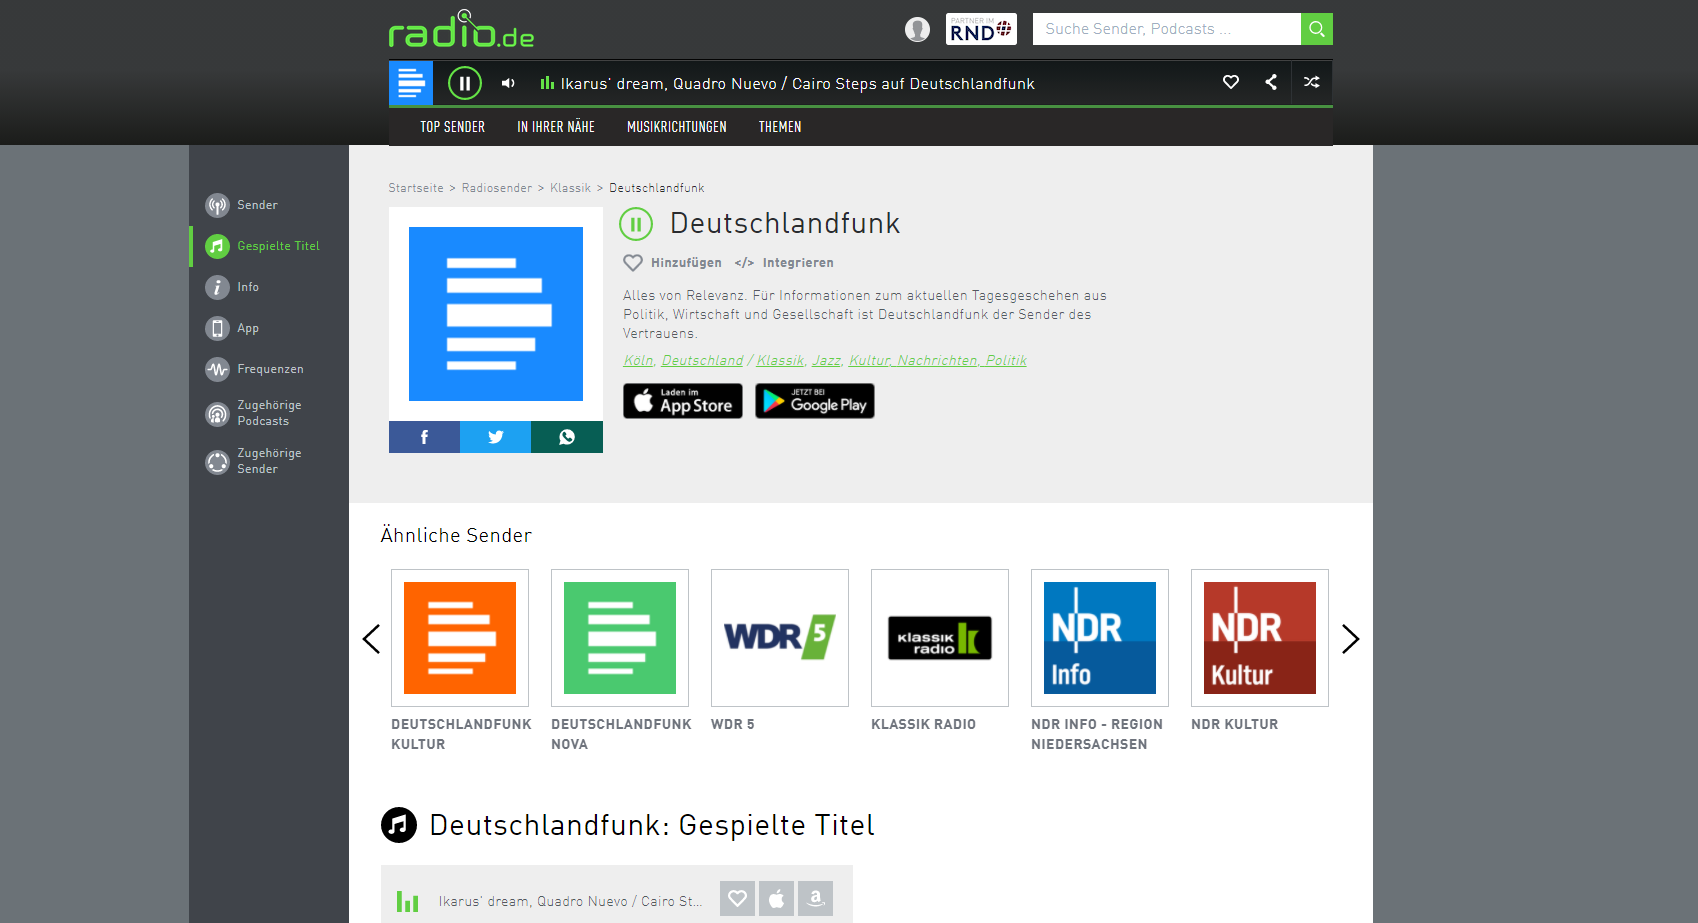 radio.de
PARTNER IM
RND
Suche Sender, Podcasts ...
Ikarus' dream, Quadro Nuevo / Cairo Steps auf Deutschlandfunk
TOP SENDER IN IHRER NÄHE MUSIKRICHTUNGEN THEMEN
Sender
Gespielte Titel
Info
App
Frequenzen
Zugehörige
Podcasts
Zugehörige
Sender
Startseite > Radiosender > Klassik > Deutschlandfunk
Deutschlandfunk
Hinzufügen </> Integrieren
Alles von Relevanz. Für Informationen zum aktuellen Tagesgeschehen aus
Politik, Wirtschaft und Gesellschaft ist Deutschlandfunk der Sender des
Vertrauens.
Köln, Deutschland / Klassik, Jazz, Kultur, Nachrichten, Politik
Laden im
App Store
JETZT BEI
Google Play
Ähnliche Sender
WDR 5
klassik
radio
NDR
Info
NDR
Kultur
DEUTSCHLANDFUNK
KULTUR
DEUTSCHLANDFUNK
NOVA
WDR 5
KLASSIK RADIO
NDR INFO - REGION
NIEDERSACHSEN
NDR KULTUR
Deutschlandfunk: Gespielte Titel
Ikarus' dream, Quadro Nuevo / Cairo St...